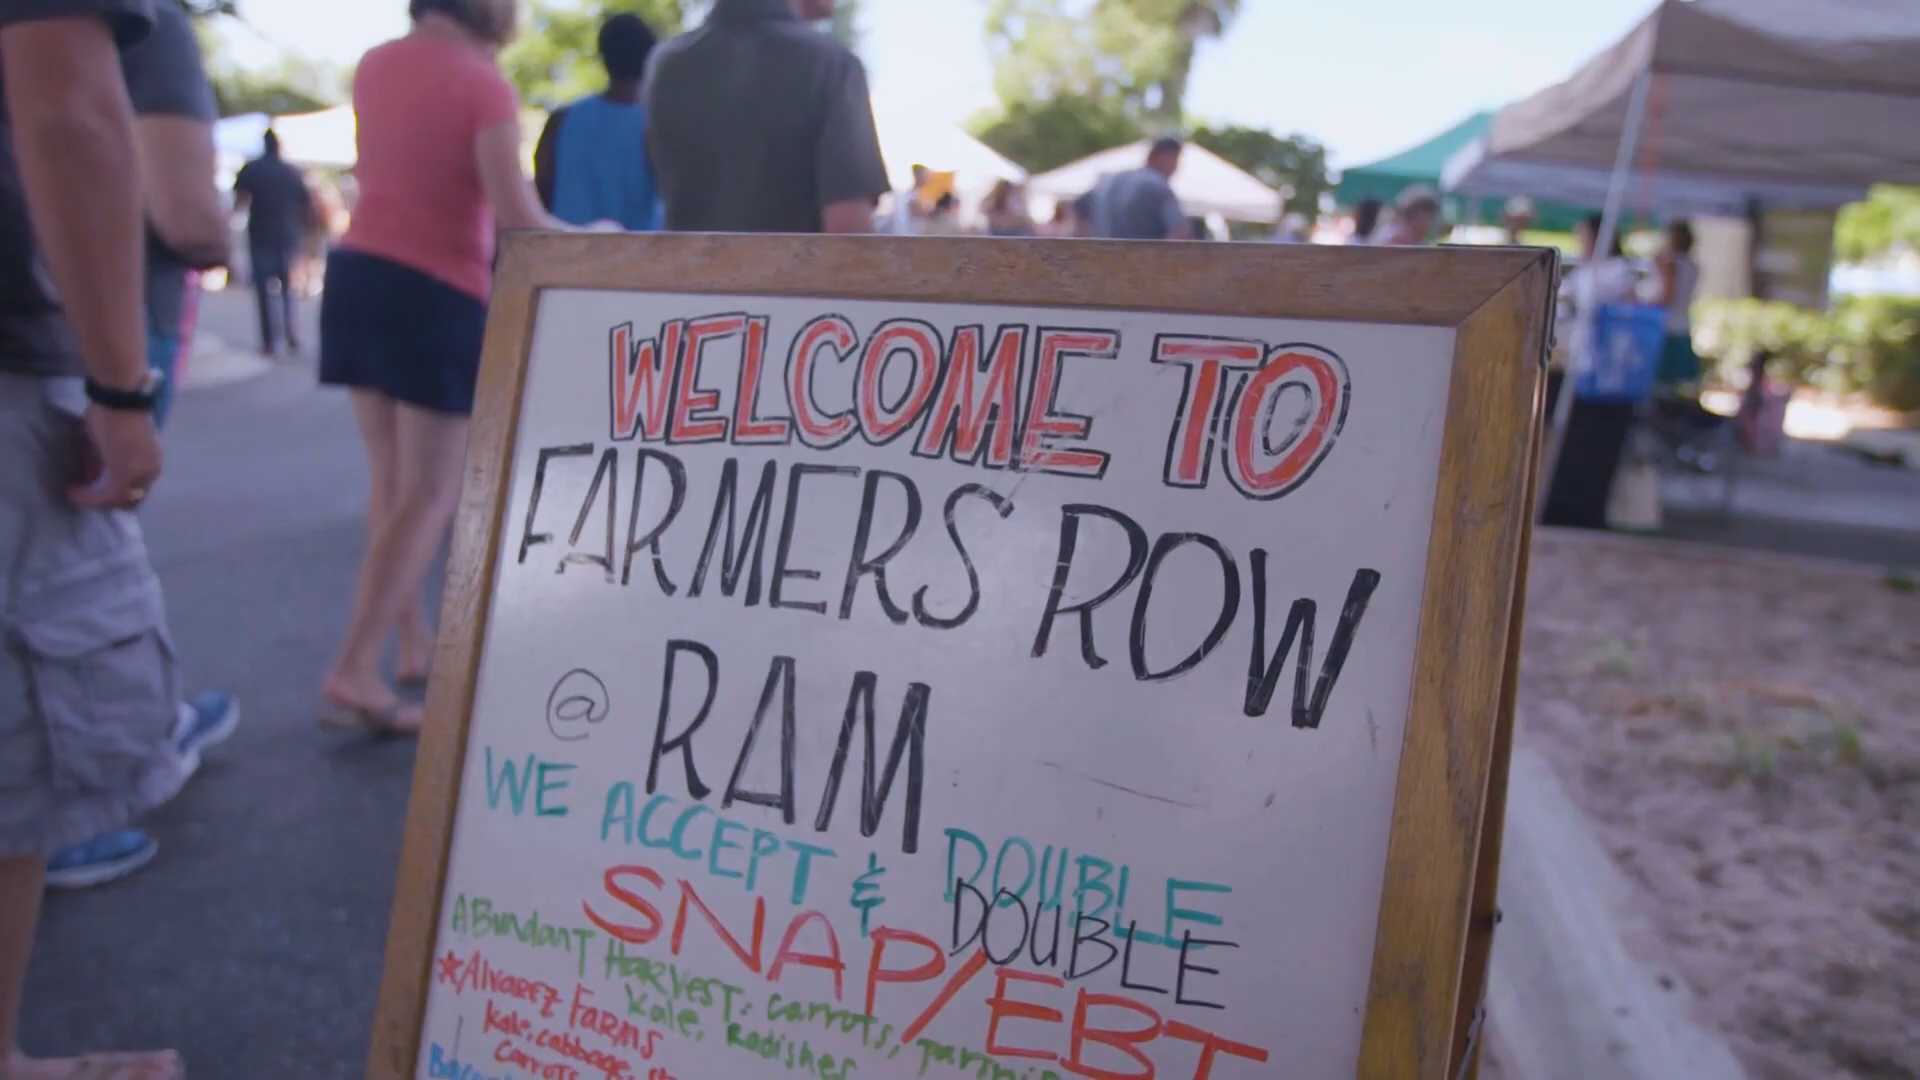 WELCOME TO
FARMERS ROW
@ RAM
WE ACCEPT & DOUBLE
DOUBLE
SNAP/EBT
ABundanT HarvesT: carrots,
Kale, Radishes
*Alvarez Farms
Kale, cabbage,
carrots